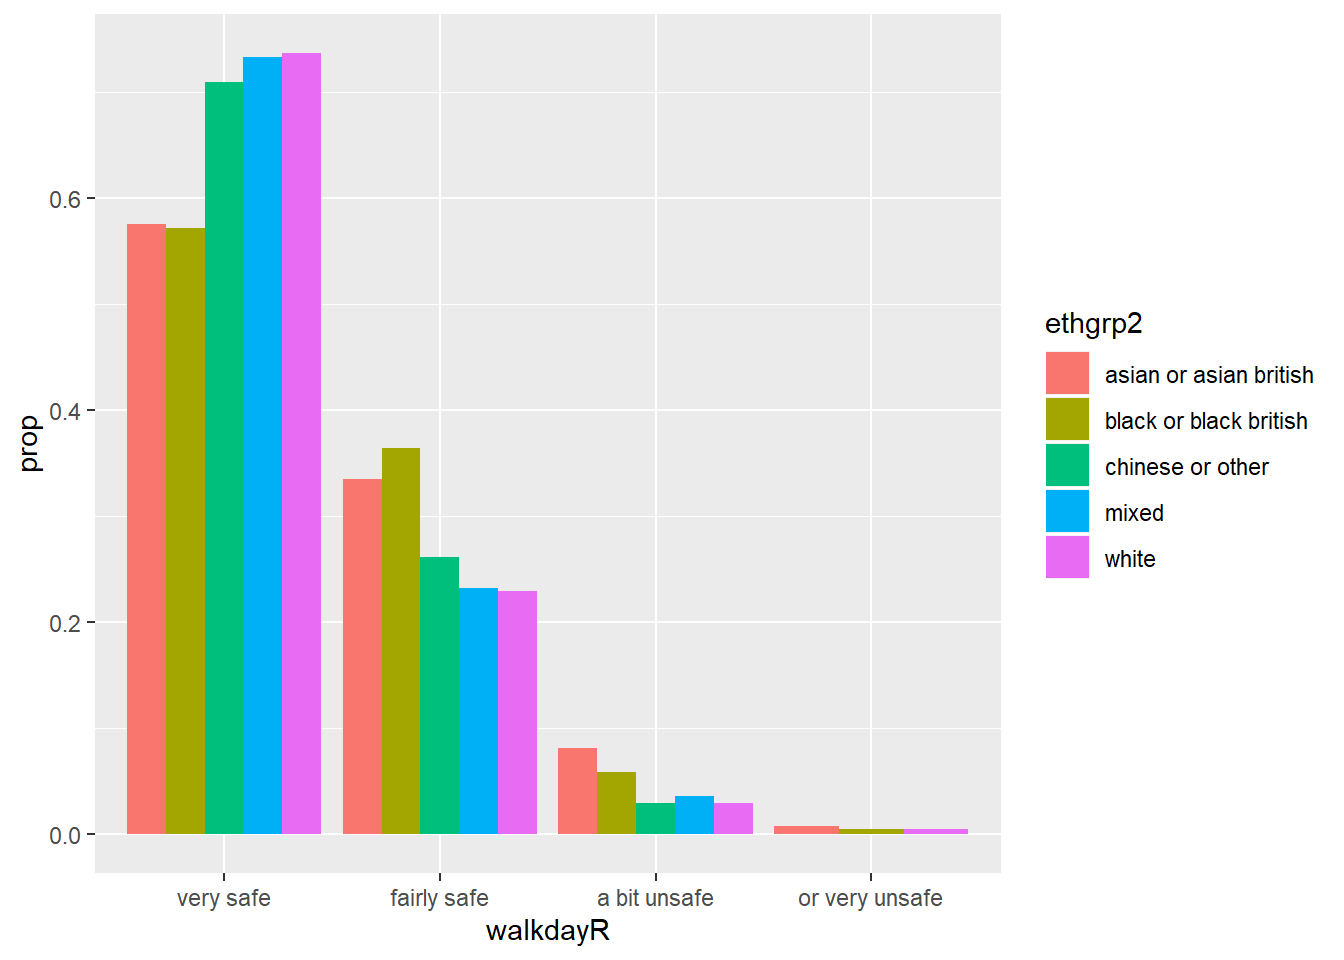 prop
0.6
0.4
0.2
0.0
very safe
fairly safe
a bit unsafe
or very unsafe
walkdayR
ethgrp2
asian or asian british
black or black british
chinese or other
mixed
white